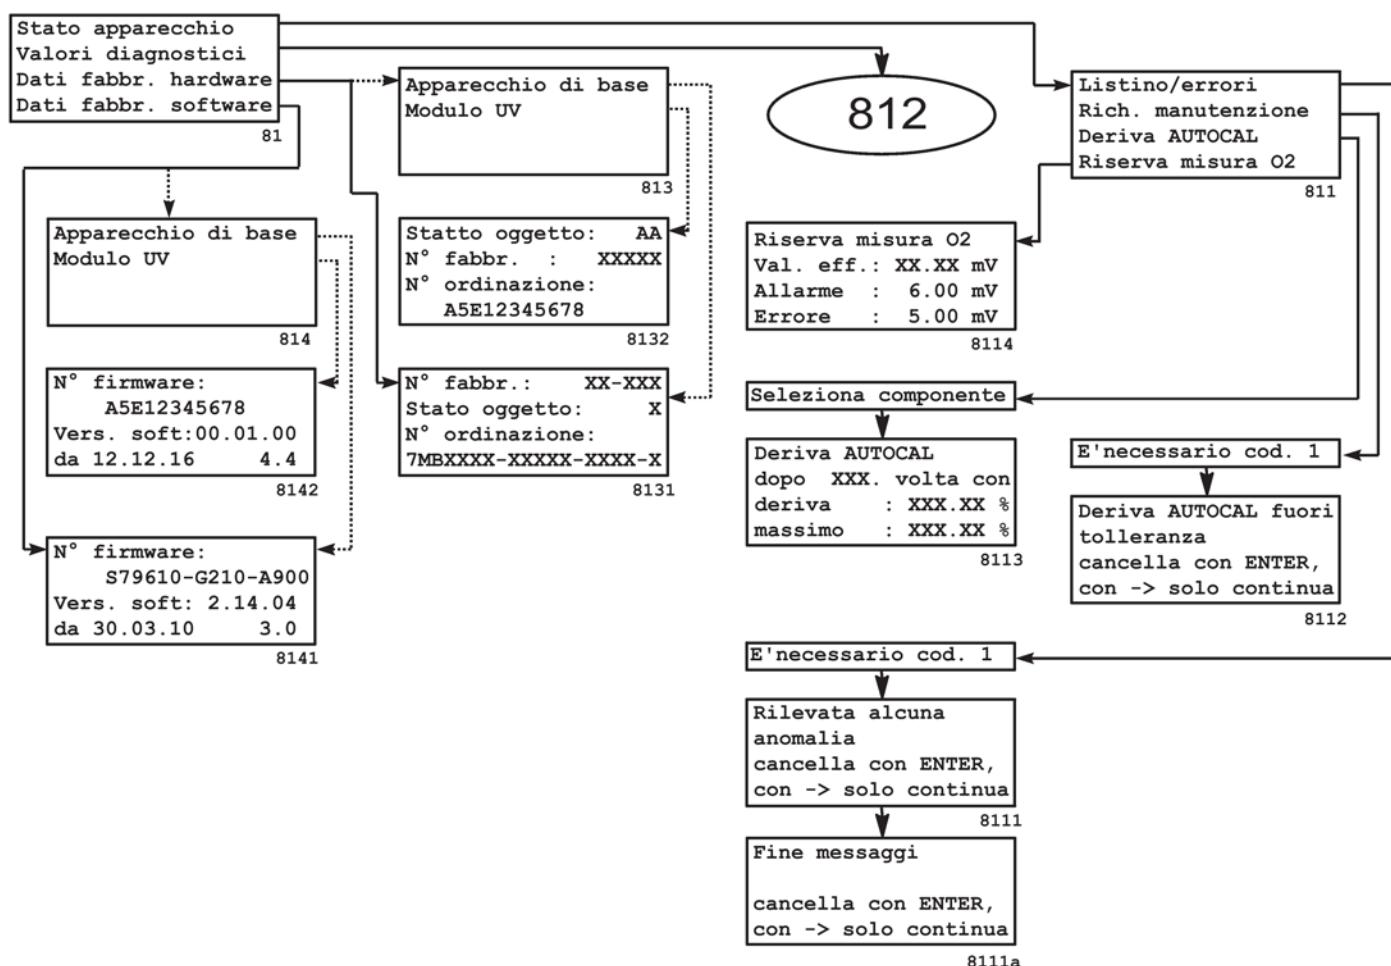 Stato apparecchio
Valori diagnostici
Dati fabbr. hardware
Dati fabbr. software
81
Apparecchio di base
Modulo UV
813
812
Listino/errori
Rich. manutenzione
Deriva AUTOCAL
Riserva misura O2
811
Apparecchio di base
Modulo UV
814
Statto oggetto: AA
N° fabbr. : XXXXX
N° ordinazione:
A5E12345678
8132
Riserva misura O2
Val. eff.: XX.XX mV
Allarme : 6.00 mV
Errore : 5.00 mV
8114
N° firmware:
A5E12345678
Vers. soft:00.01.00
da 12.12.16 4.4
8142
N° fabbr.: XX-XXX
Stato oggetto: X
N° ordinazione:
7MBXXXX-XXXXX-XXXX-X
8131
Seleziona componente
Deriva AUTOCAL
dopo XXX. volta con
deriva : XXX.XX %
massimo : XXX.XX %
8113
E'necessario cod. 1
Deriva AUTOCAL fuori
tolleranza
cancella con ENTER,
con -> solo continua
8112
N° firmware:
S79610-G210-A900
Vers. soft: 2.14.04
da 30.03.10 3.0
8141
E'necessario cod. 1
Rilevata alcuna
anomalia
cancella con ENTER,
con -> solo continua
8111
Fine messaggi
cancella con ENTER,
con -> solo continua
8111a